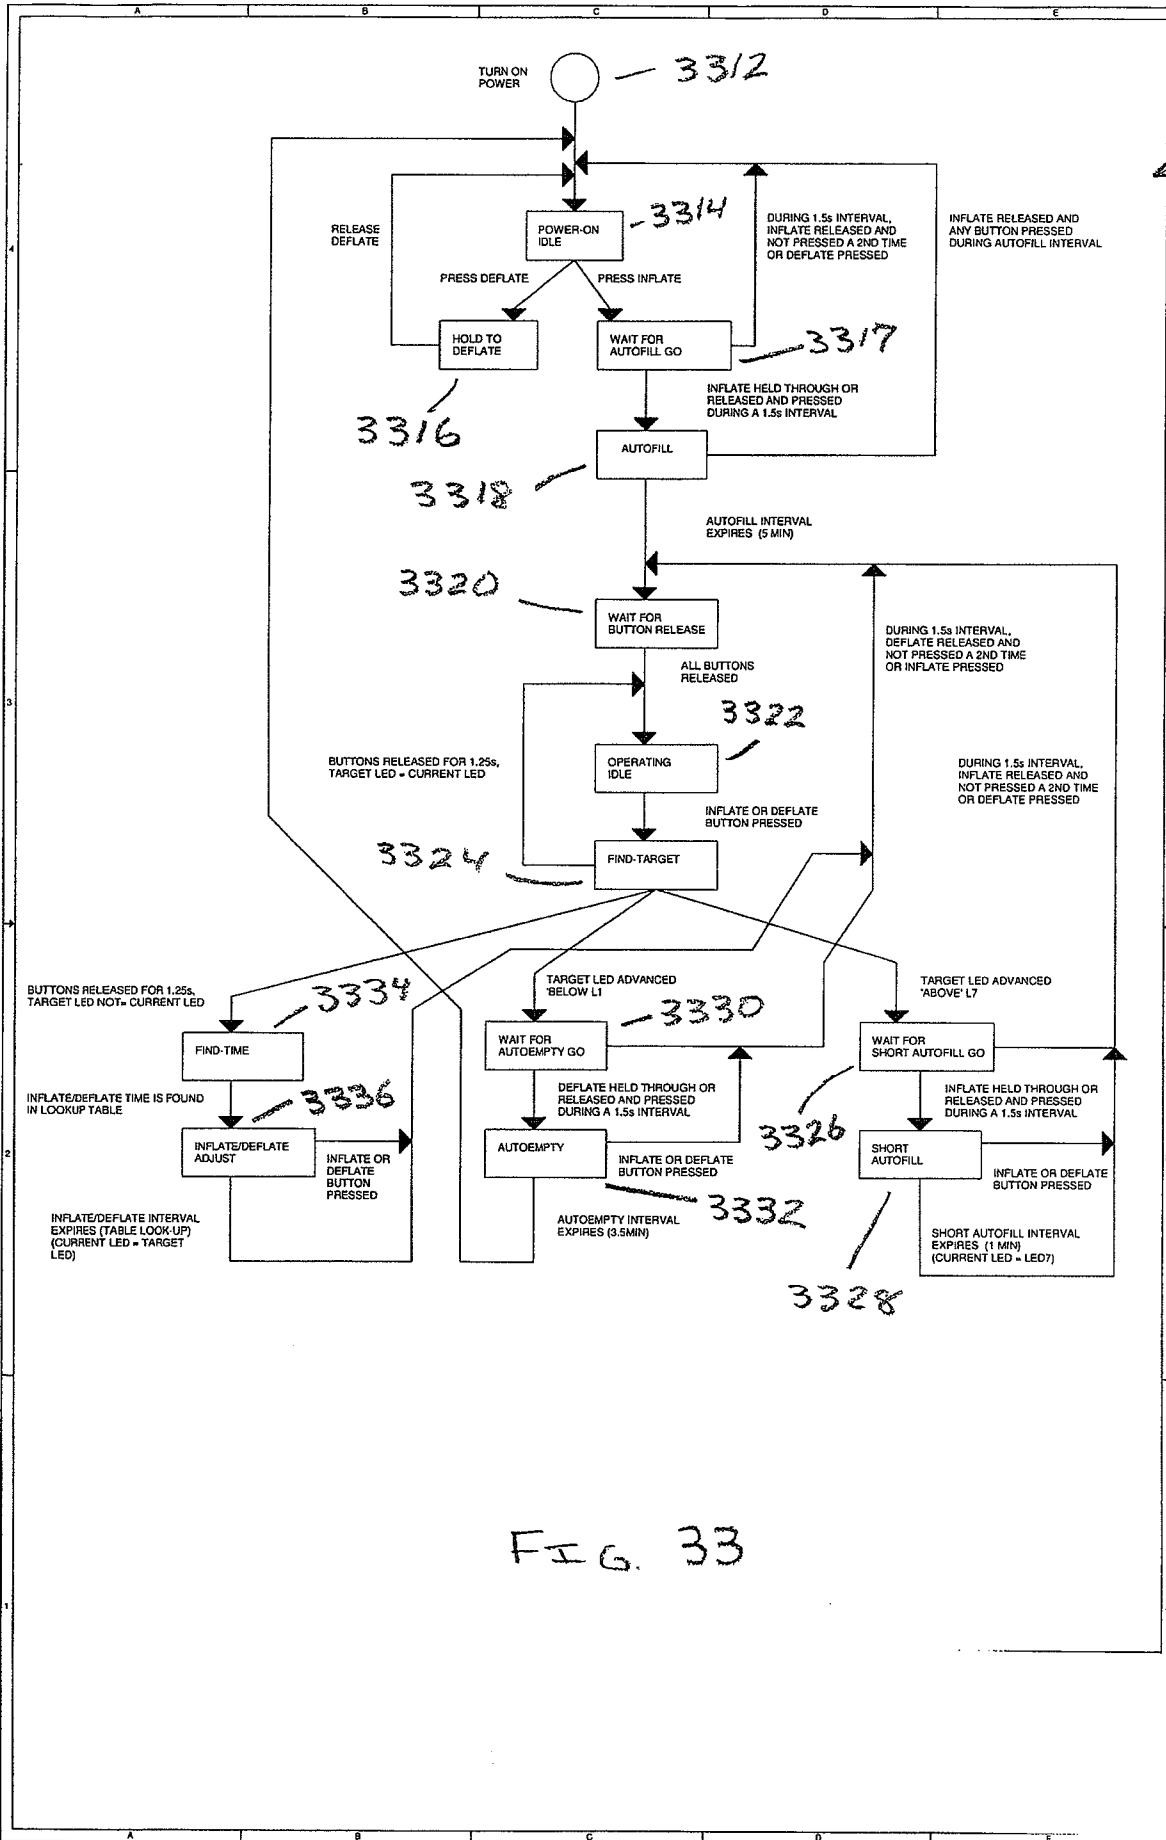 A B C D E
TURN ON
POWER
3312
RELEASE
DEFLATE
POWER-ON
IDLE
3314
DURING 1.5s INTERVAL,
INFLATE RELEASED AND
NOT PRESSED A 2ND TIME
OR DEFLATE PRESSED
INFLATE RELEASED AND
ANY BUTTON PRESSED
DURING AUTOFILL INTERVAL
4
PRESS DEFLATE
PRESS INFLATE
HOLD TO
DEFLATE
3316
WAIT FOR
AUTOFILL GO
3317
INFLATE HELD THROUGH OR
RELEASED AND PRESSED
DURING A 1.5s INTERVAL
AUTOFILL
3318
AUTOFILL INTERVAL
EXPIRES (5 MIN)
3320
WAIT FOR
BUTTON RELEASE
DURING 1.5s INTERVAL,
DEFLATE RELEASED AND
NOT PRESSED A 2ND TIME
OR INFLATE PRESSED
ALL BUTTONS
RELEASED
3
3322
BUTTONS RELEASED FOR 1.25s,
TARGET LED = CURRENT LED
OPERATING
IDLE
DURING 1.5s INTERVAL,
INFLATE RELEASED AND
NOT PRESSED A 2ND TIME
OR DEFLATE PRESSED
INFLATE OR DEFLATE
BUTTON PRESSED
3324
FIND-TARGET
BUTTONS RELEASED FOR 1.25s,
TARGET LED NOT= CURRENT LED
3334
TARGET LED ADVANCED
'BELOW L1
3330
TARGET LED ADVANCED
'ABOVE' L7
FIND-TIME
WAIT FOR
AUTOEMPTY GO
WAIT FOR
SHORT AUTOFILL GO
INFLATE/DEFLATE TIME IS FOUND
IN LOOKUP TABLE
3336
DEFLATE HELD THROUGH OR
RELEASED AND PRESSED
DURING A 1.5s INTERVAL
3326
INFLATE HELD THROUGH OR
RELEASED AND PRESSED
DURING A 1.5s INTERVAL
2
INFLATE/DEFLATE
ADJUST
INFLATE OR
DEFLATE
BUTTON
PRESSED
AUTOEMPTY
INFLATE OR DEFLATE
BUTTON PRESSED
3332
SHORT
AUTOFILL
INFLATE OR DEFLATE
BUTTON PRESSED
INFLATE/DEFLATE INTERVAL
EXPIRES (TABLE LOOK-UP)
(CURRENT LED = TARGET
LED)
AUTOEMPTY INTERVAL
EXPIRES (3.5MIN)
SHORT AUTOFILL INTERVAL
EXPIRES (1 MIN)
(CURRENT LED = LED7)
3328
FIG. 33
1
A B C D E